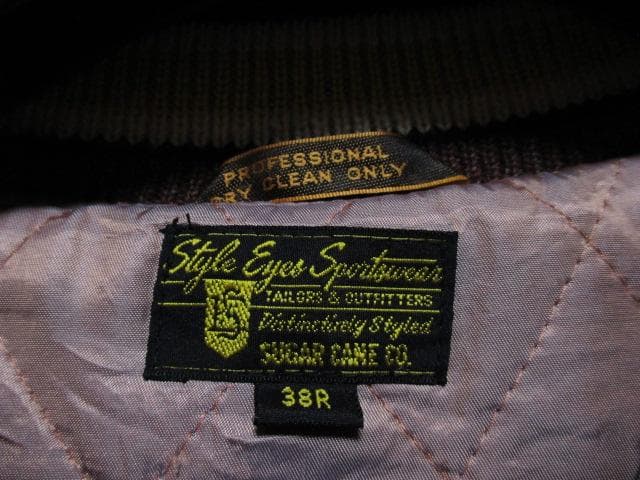 PROFESSIONAL
DRY CLEAN ONLY
Style Eyes Sportswear
TAILORS & OUTFITTERS
Distinctively Styled
SUGAR CANE CO.
38R